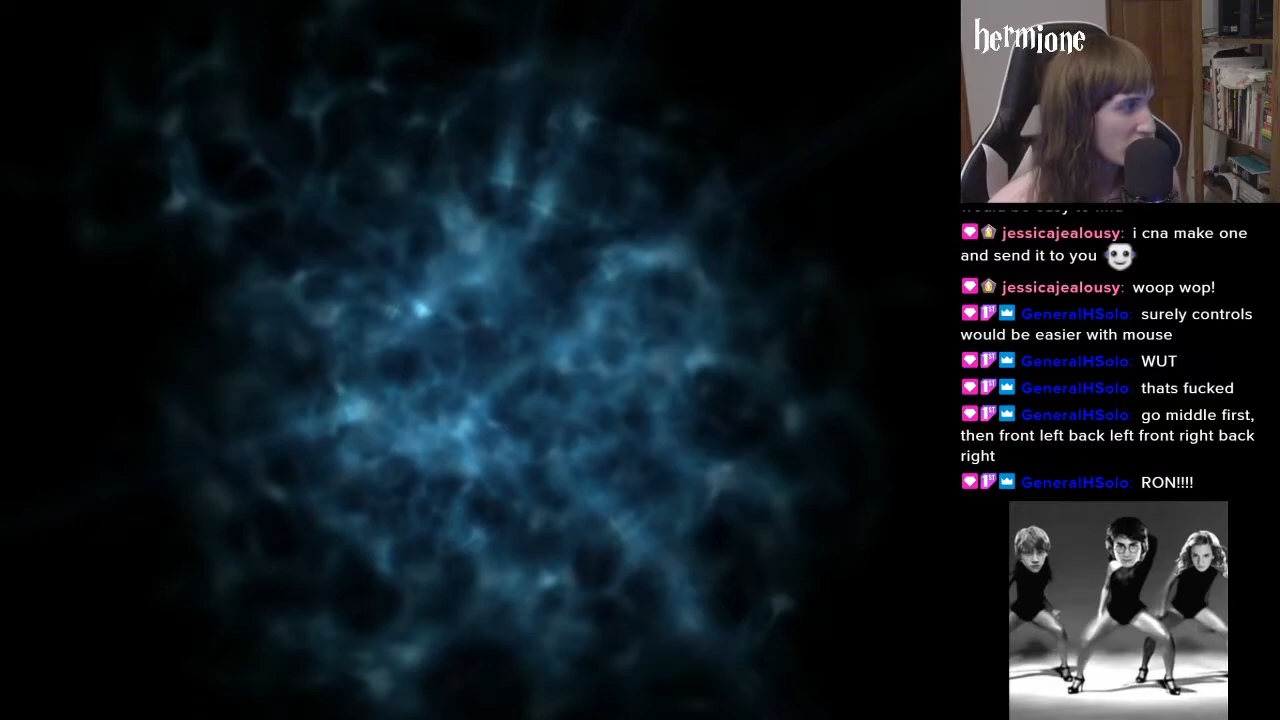 hermione
jessicajealousy: i cna make one
and send it to you
jessicajealousy: woop wop!
GeneralHSolo: surely controls
would be easier with mouse
GeneralHSolo: WUT
GeneralHSolo: thats fucked
GeneralHSolo: go middle first,
then front left back left front right back
right
GeneralHSolo: RON!!!!